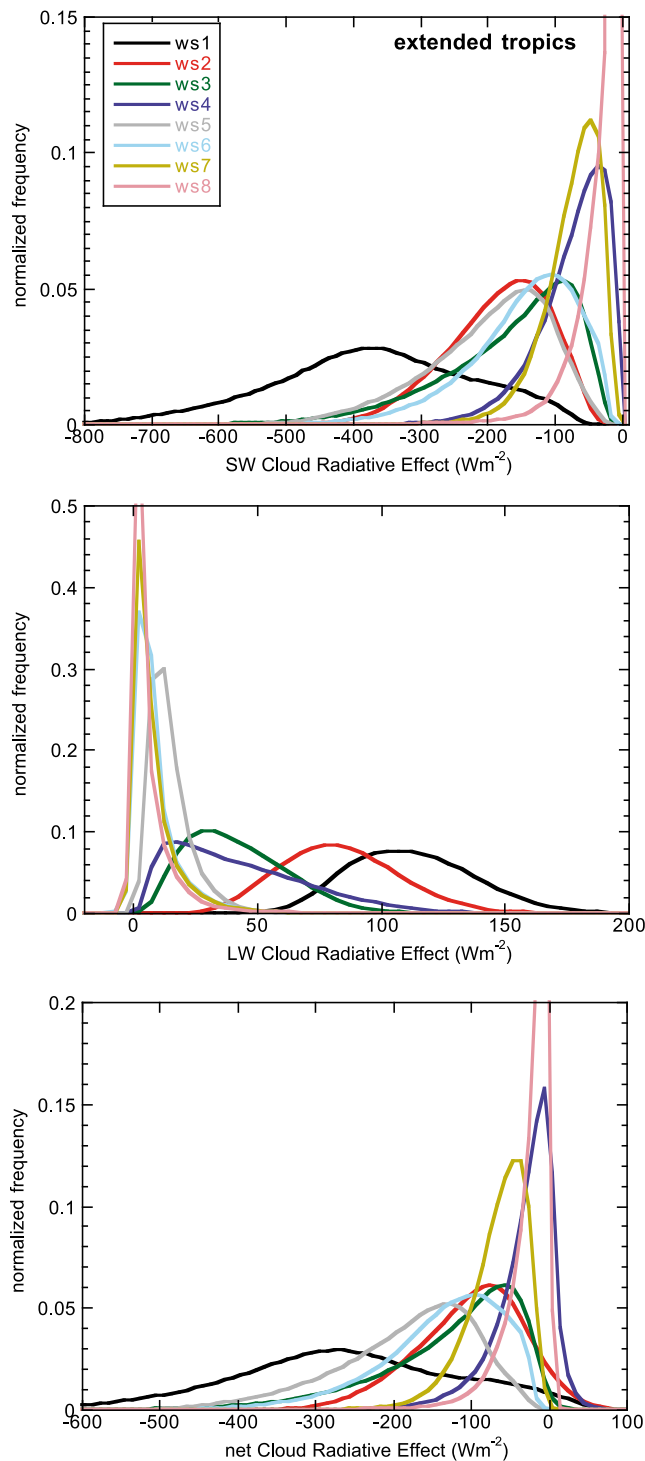 0.15
extended tropics
ws1
ws2
ws3
ws4
ws5
ws6
ws7
ws8
0.1
0.05
0
normalized frequency
-800 -700 -600 -500 -400 -300 -200 -100 0
SW Cloud Radiative Effect (Wm-2)
0.5
0.4
0.3
0.2
0.1
0
normalized frequency
0 50 100 150 200
LW Cloud Radiative Effect (Wm-2)
0.2
0.15
0.1
0.05
0
normalized frequency
-600 -500 -400 -300 -200 -100 0 100
net Cloud Radiative Effect (Wm-2)